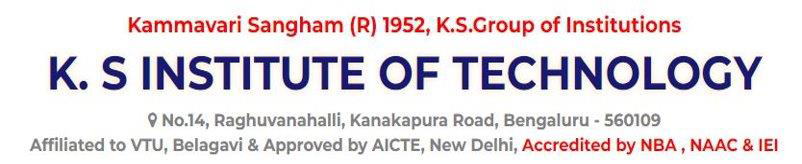 Kammavari Sangham (R) 1952, K.S.Group of Institutions
K. S INSTITUTE OF TECHNOLOGY
No.14, Raghuvanahalli, Kanakapura Road, Bengaluru - 560109
Affiliated to VTU, Belagavi & Approved by AICTE, New Delhi, Accredited by NBA , NAAC & IEI